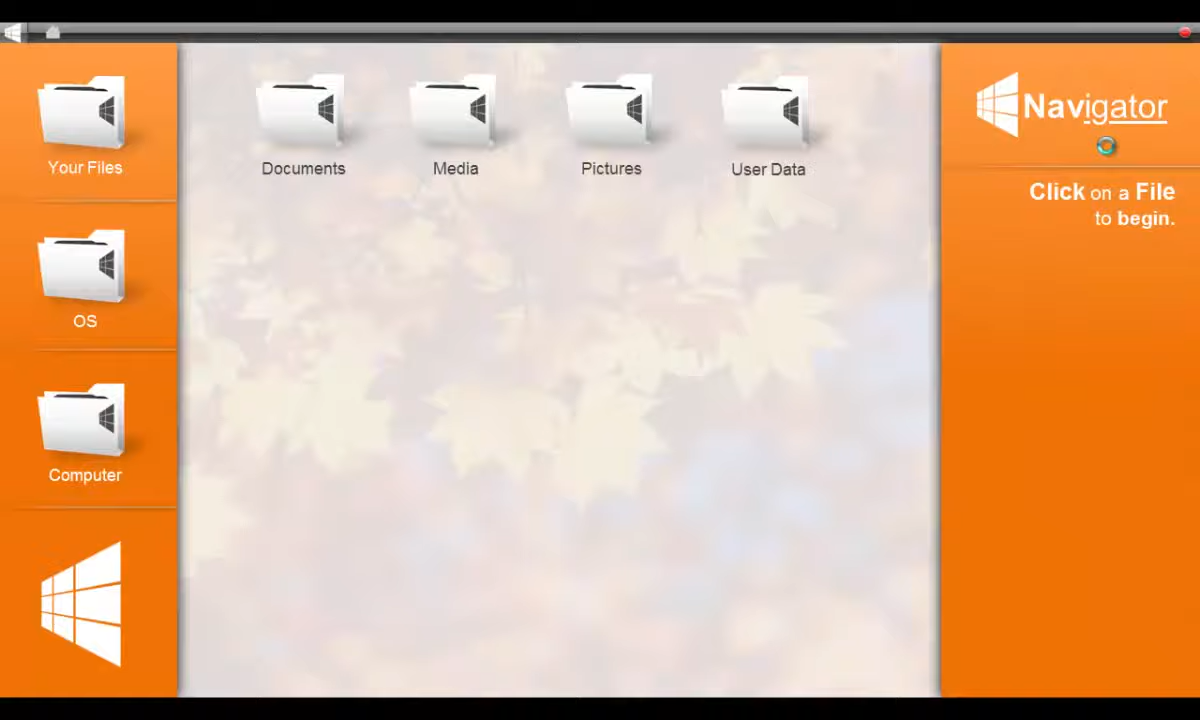 Your Files
OS
Computer
Documents
Media
Pictures
User Data
Navigator
Click on a File
to begin.